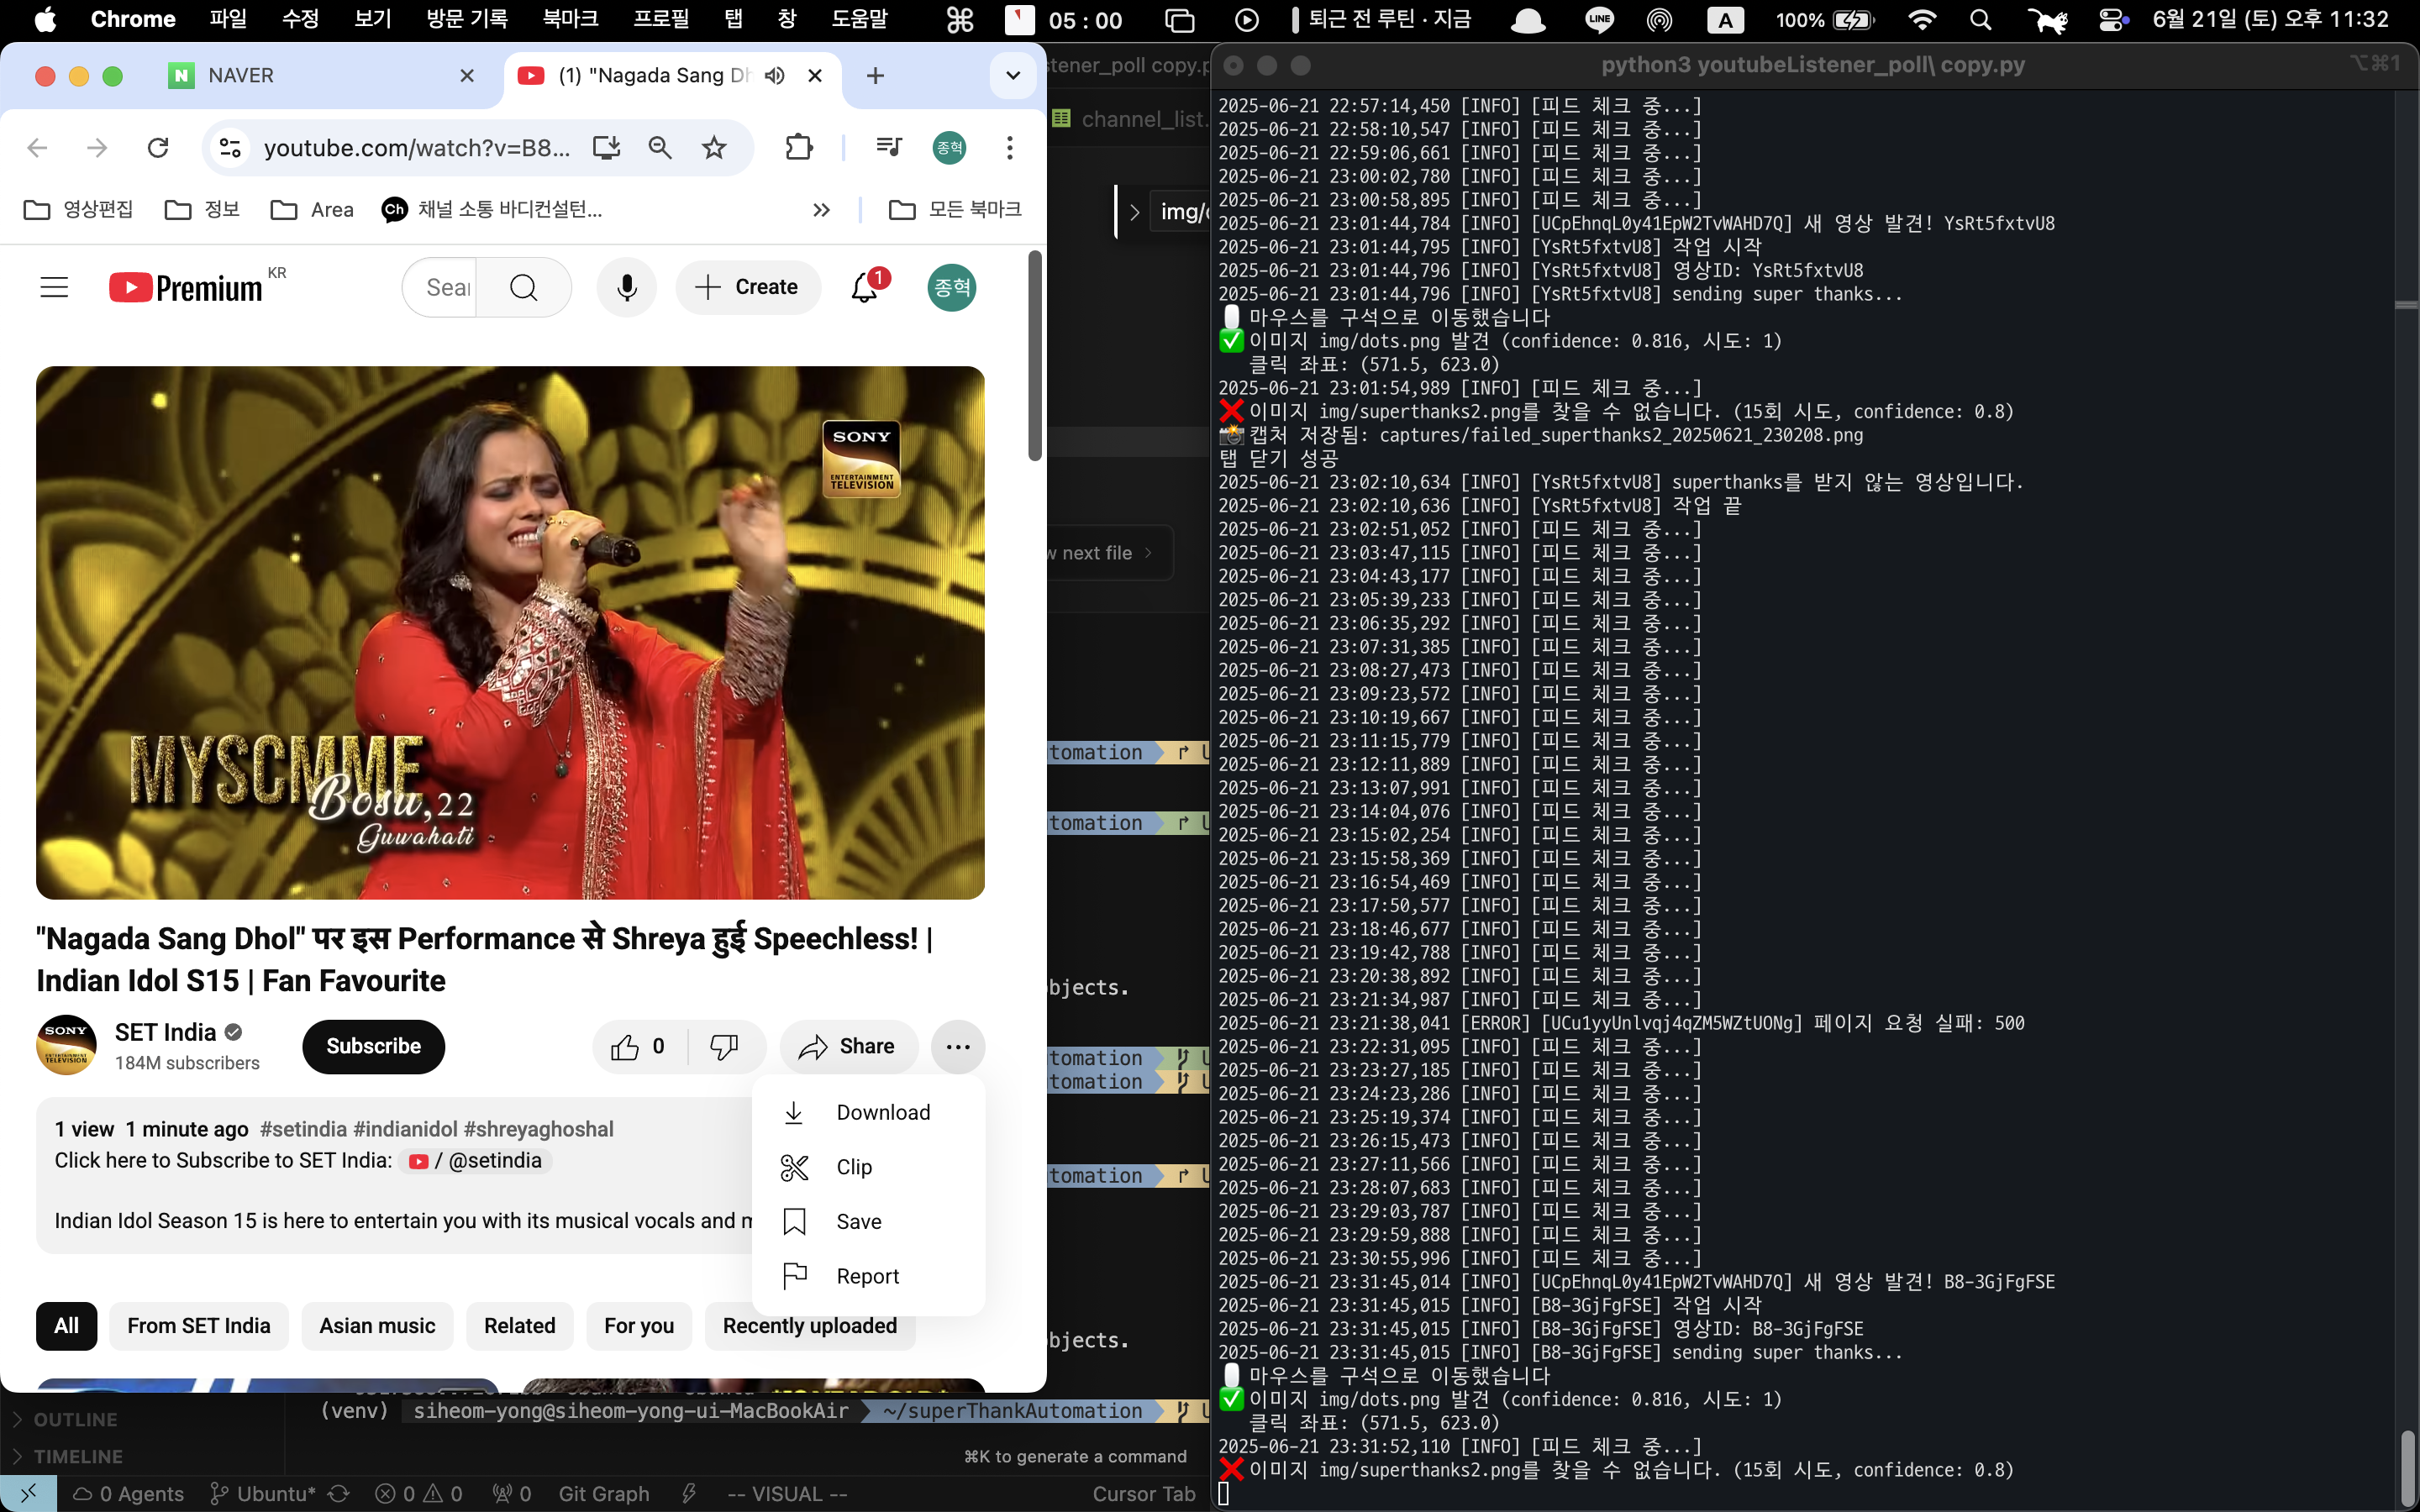 Chrome 파일 수정 보기 방문 기록 북마크 프로필 탭 창 도움말 05 : 00 퇴근 전 루틴 · 지금 LINE A 100% 6월 21일 (토) 오후 11:32
NAVER
(1) "Nagada Sang Dh
youtube.com/watch?v=B8...
종혁
영상편집 정보 Area Ch 채널 소통 바디컨설턴... 모든 북마크
Premium KR
Sear
Create
1
종혁
SONY
ENTERTAINMENT
TELEVISION
MYSCMME
Bosu, 22
Guwahati
"Nagada Sang Dhol" पर इस Performance से Shreya हुई Speechless! |
Indian Idol S15 | Fan Favourite
SONY
ENTERTAINMENT
TELEVISION
SET India
184M subscribers
Subscribe
0
Share
Download
Clip
Save
Report
1 view 1 minute ago #setindia #indianidol #shreyaghoshal
Click here to Subscribe to SET India: / @setindia
Indian Idol Season 15 is here to entertain you with its musical vocals and m
All From SET India Asian music Related For you Recently uploaded
stener_poll copy.p
channel_list.
img/c
w next file
tomation
tomation
bjects.
tomation
tomation
tomation
bjects.
(venv) siheom-yong@siheom-yong-ui-MacBookAir ~/superThankAutomation
OUTLINE
TIMELINE
⌘K to generate a command
0 Agents Ubuntu* 0 0 0 Git Graph -- VISUAL -- Cursor Tab
python3 youtubeListener_poll\ copy.py ⌥⌘1
2025-06-21 22:57:14,450 [INFO] [피드 체크 중...]
2025-06-21 22:58:10,547 [INFO] [피드 체크 중...]
2025-06-21 22:59:06,661 [INFO] [피드 체크 중...]
2025-06-21 23:00:02,780 [INFO] [피드 체크 중...]
2025-06-21 23:00:58,895 [INFO] [피드 체크 중...]
2025-06-21 23:01:44,784 [INFO] [UCpEhnqL0y41EpW2TvWAHD7Q] 새 영상 발견! YsRt5fxtvU8
2025-06-21 23:01:44,795 [INFO] [YsRt5fxtvU8] 작업 시작
2025-06-21 23:01:44,796 [INFO] [YsRt5fxtvU8] 영상ID: YsRt5fxtvU8
2025-06-21 23:01:44,796 [INFO] [YsRt5fxtvU8] sending super thanks...
마우스를 구석으로 이동했습니다
✅ 이미지 img/dots.png 발견 (confidence: 0.816, 시도: 1)
클릭 좌표: (571.5, 623.0)
2025-06-21 23:01:54,989 [INFO] [피드 체크 중...]
❌ 이미지 img/superthanks2.png를 찾을 수 없습니다. (15회 시도, confidence: 0.8)
📸 캡처 저장됨: captures/failed_superthanks2_20250621_230208.png
탭 닫기 성공
2025-06-21 23:02:10,634 [INFO] [YsRt5fxtvU8] superthanks를 받지 않는 영상입니다.
2025-06-21 23:02:10,636 [INFO] [YsRt5fxtvU8] 작업 끝
2025-06-21 23:02:51,052 [INFO] [피드 체크 중...]
2025-06-21 23:03:47,115 [INFO] [피드 체크 중...]
2025-06-21 23:04:43,177 [INFO] [피드 체크 중...]
2025-06-21 23:05:39,233 [INFO] [피드 체크 중...]
2025-06-21 23:06:35,292 [INFO] [피드 체크 중...]
2025-06-21 23:07:31,385 [INFO] [피드 체크 중...]
2025-06-21 23:08:27,473 [INFO] [피드 체크 중...]
2025-06-21 23:09:23,572 [INFO] [피드 체크 중...]
2025-06-21 23:10:19,667 [INFO] [피드 체크 중...]
2025-06-21 23:11:15,779 [INFO] [피드 체크 중...]
2025-06-21 23:12:11,889 [INFO] [피드 체크 중...]
2025-06-21 23:13:07,991 [INFO] [피드 체크 중...]
2025-06-21 23:14:04,076 [INFO] [피드 체크 중...]
2025-06-21 23:15:02,254 [INFO] [피드 체크 중...]
2025-06-21 23:15:58,369 [INFO] [피드 체크 중...]
2025-06-21 23:16:54,469 [INFO] [피드 체크 중...]
2025-06-21 23:17:50,577 [INFO] [피드 체크 중...]
2025-06-21 23:18:46,677 [INFO] [피드 체크 중...]
2025-06-21 23:19:42,788 [INFO] [피드 체크 중...]
2025-06-21 23:20:38,892 [INFO] [피드 체크 중...]
2025-06-21 23:21:34,987 [INFO] [피드 체크 중...]
2025-06-21 23:21:38,041 [ERROR] [UCu1yyUnlvqj4qZM5WZtUONg] 페이지 요청 실패: 500
2025-06-21 23:22:31,095 [INFO] [피드 체크 중...]
2025-06-21 23:23:27,185 [INFO] [피드 체크 중...]
2025-06-21 23:24:23,286 [INFO] [피드 체크 중...]
2025-06-21 23:25:19,374 [INFO] [피드 체크 중...]
2025-06-21 23:26:15,473 [INFO] [피드 체크 중...]
2025-06-21 23:27:11,566 [INFO] [피드 체크 중...]
2025-06-21 23:28:07,683 [INFO] [피드 체크 중...]
2025-06-21 23:29:03,787 [INFO] [피드 체크 중...]
2025-06-21 23:29:59,888 [INFO] [피드 체크 중...]
2025-06-21 23:30:55,996 [INFO] [피드 체크 중...]
2025-06-21 23:31:45,014 [INFO] [UCpEhnqL0y41EpW2TvWAHD7Q] 새 영상 발견! B8-3GjFgFSE
2025-06-21 23:31:45,015 [INFO] [B8-3GjFgFSE] 작업 시작
2025-06-21 23:31:45,015 [INFO] [B8-3GjFgFSE] 영상ID: B8-3GjFgFSE
2025-06-21 23:31:45,015 [INFO] [B8-3GjFgFSE] sending super thanks...
마우스를 구석으로 이동했습니다
✅ 이미지 img/dots.png 발견 (confidence: 0.816, 시도: 1)
클릭 좌표: (571.5, 623.0)
2025-06-21 23:31:52,110 [INFO] [피드 체크 중...]
❌ 이미지 img/superthanks2.png를 찾을 수 없습니다. (15회 시도, confidence: 0.8)